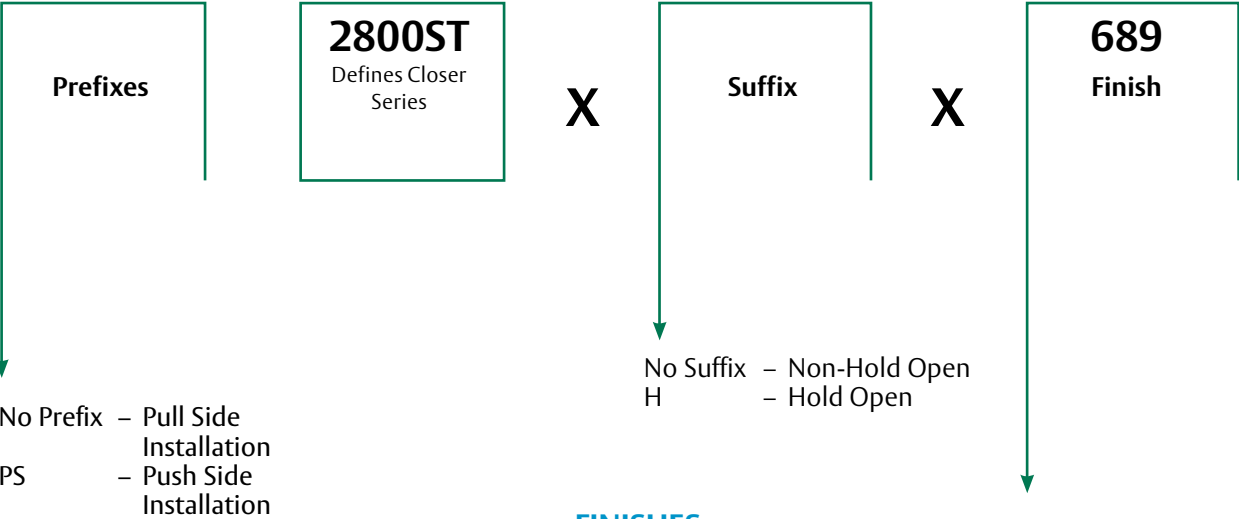 Prefixes
2800ST
Defines Closer
Series
X
Suffix
X
689
Finish
No Suffix – Non-Hold Open
H – Hold Open
No Prefix – Pull Side
Installation
PS – Push Side
Installation
FINISHES